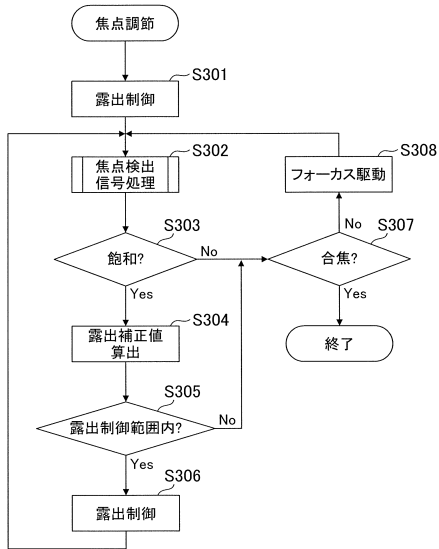 焦点調節
S301
露出制御
S302
焦点検出
信号処理
S303
飽和?
No
Yes
S304
露出補正値
算出
S305
露出制御範囲内?
No
Yes
S306
露出制御
S308
フォーカス駆動
No
S307
合焦?
Yes
終了